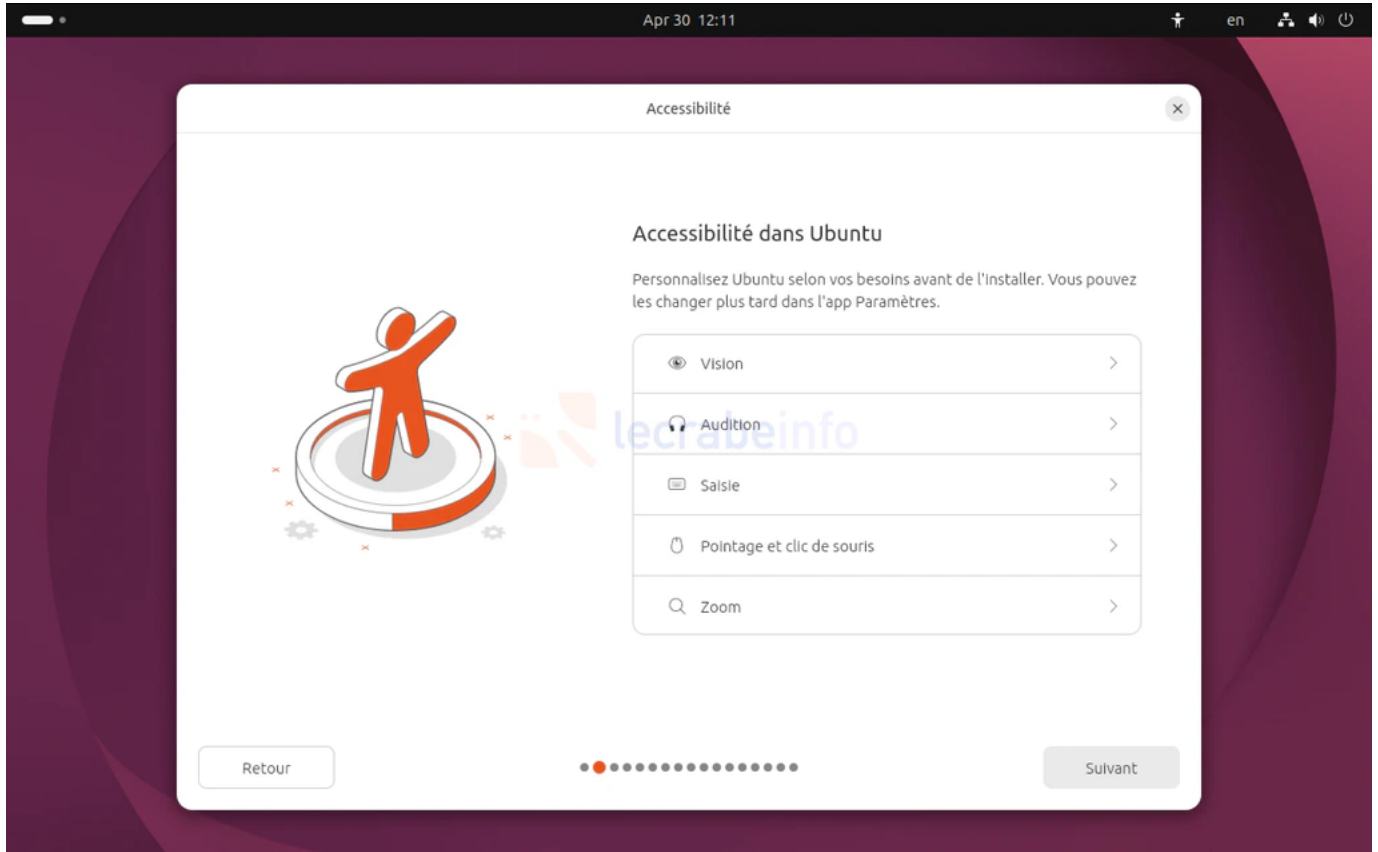 Apr 30 12:11
en
Accessibilité
Accessibilité dans Ubuntu
Personnalisez Ubuntu selon vos besoins avant de l'installer. Vous pouvez
les changer plus tard dans l'app Paramètres.
Vision
Audition
lecrabeinfo
Saisie
Pointage et clic de souris
Zoom
Retour
Suivant